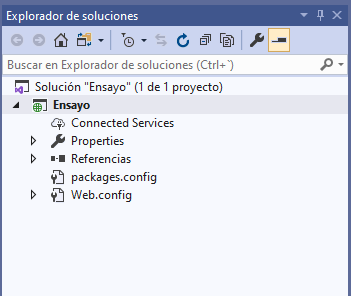 Explorador de soluciones
Buscar en Explorador de soluciones (Ctrl+`)
Solución "Ensayo" (1 de 1 proyecto)
Ensayo
Connected Services
Properties
Referencias
packages.config
Web.config